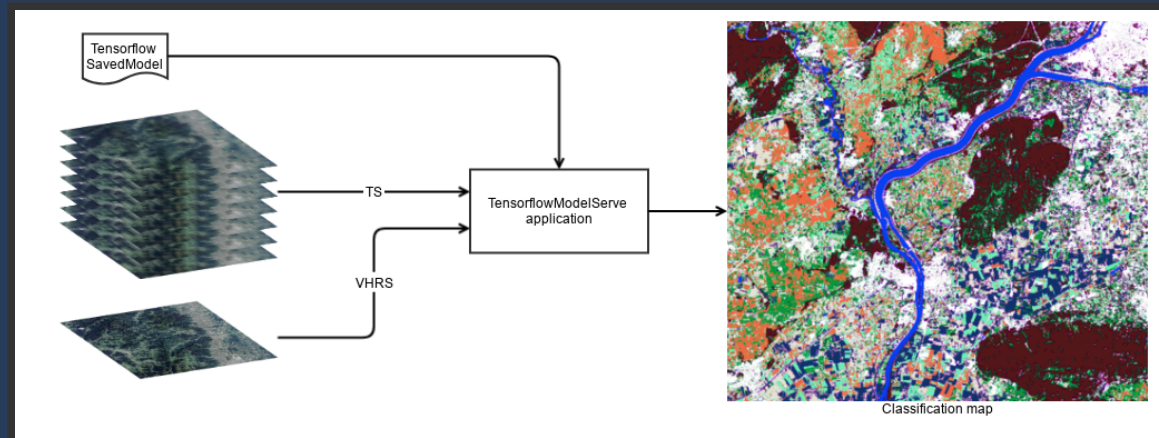 Tensorflow
SavedModel
TS
TensorflowModelServe
application
VHRS
Classification map